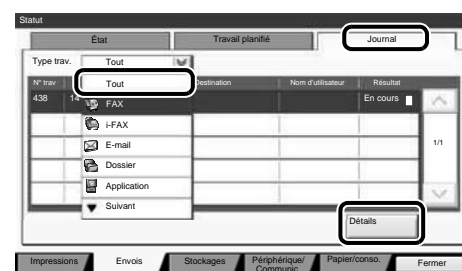 Statut
État Travail planifié Journal
Type trav. Tout
N° trav Destination Nom d'utilisateur Résultat
Tout
438 14 FAX En cours
i-FAX
E-mail
1/1
Dossier
Application
Suivant
Détails
Impressions Envois Stockages Périphérique/ Communic. Papier/conso. Fermer